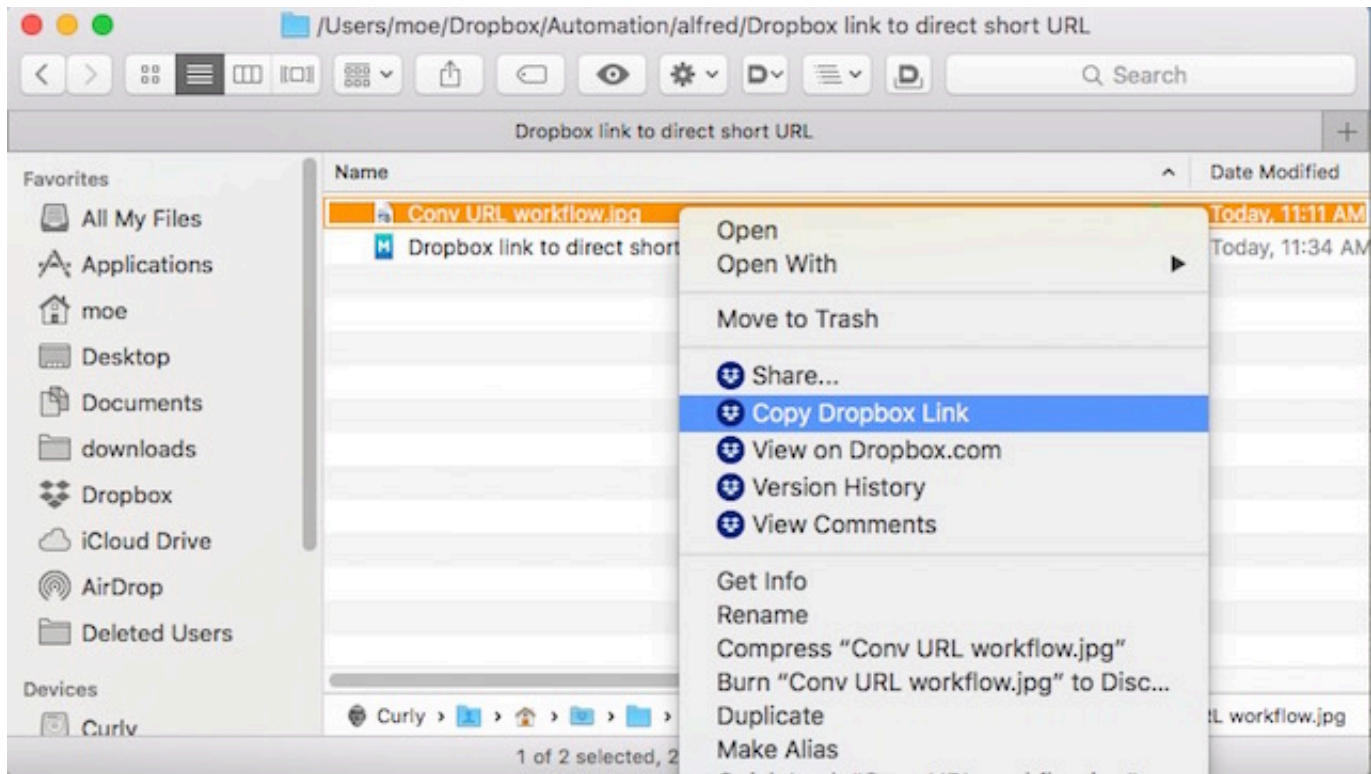 /Users/moe/Dropbox/Automation/alfred/Dropbox link to direct short URL
Search
Dropbox link to direct short URL
Favorites
All My Files
Applications
moe
Desktop
Documents
downloads
Dropbox
iCloud Drive
AirDrop
Deleted Users
Devices
Curly
Name
Date Modified
Conv URL workflow.jpg
Today, 11:11 AM
Dropbox link to direct short
Today, 11:34 AM
Open
Open With
Move to Trash
Share...
Copy Dropbox Link
View on Dropbox.com
Version History
View Comments
Get Info
Rename
Compress “Conv URL workflow.jpg”
Burn “Conv URL workflow.jpg” to Disc...
Duplicate
Make Alias
Curly
L workflow.jpg
1 of 2 selected, 2